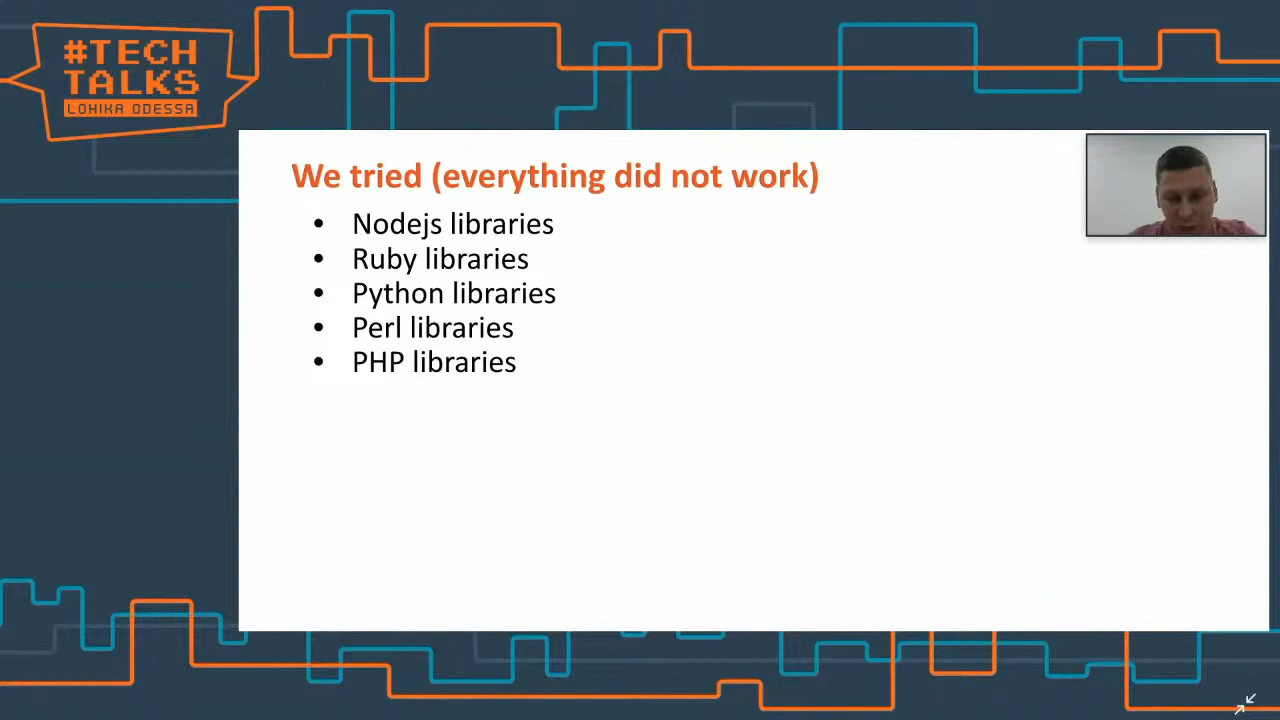 #TECH
TALKS
LOHIKA ODESSA
We tried (everything did not work)
• Nodejs libraries
• Ruby libraries
• Python libraries
• Perl libraries
• PHP libraries